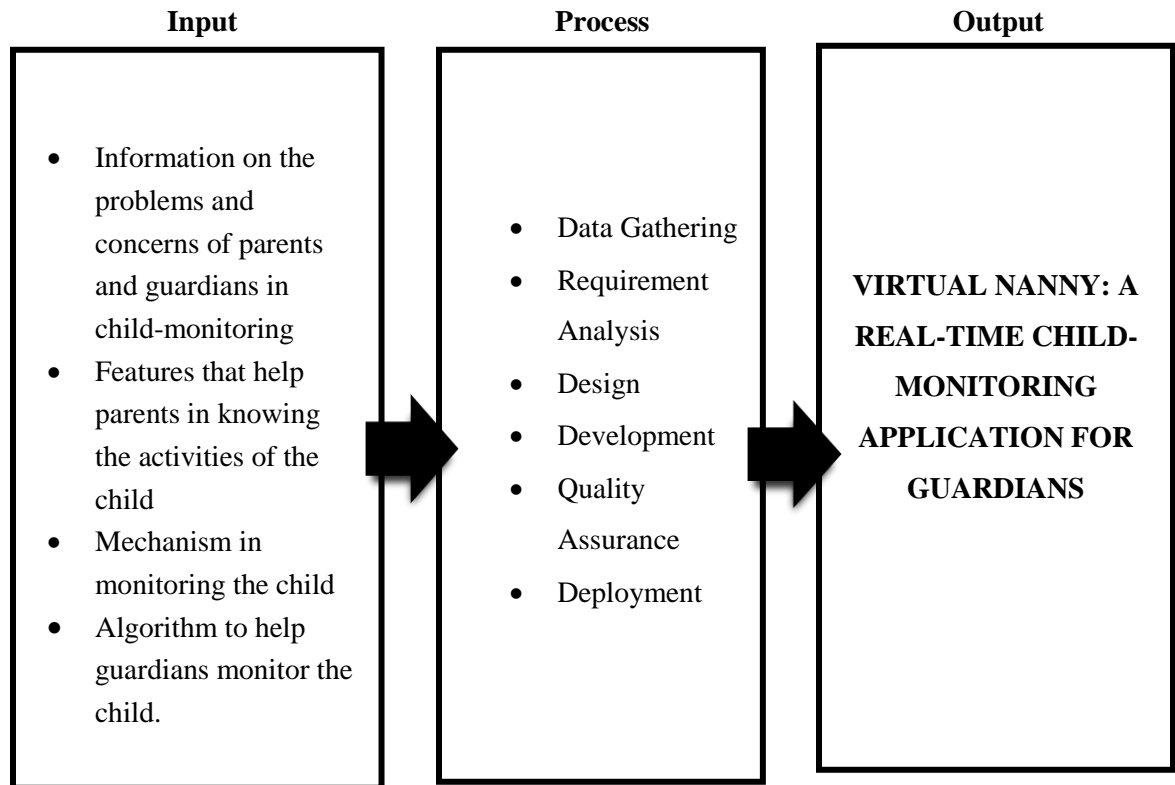 Input
Process
Output
• Information on the
problems and
concerns of parents
and guardians in
child-monitoring
• Features that help
parents in knowing
the activities of the
child
• Mechanism in
monitoring the child
• Algorithm to help
guardians monitor the
child.
• Data Gathering
• Requirement
Analysis
• Design
• Development
• Quality
Assurance
• Deployment
VIRTUAL NANNY: A
REAL-TIME CHILD-
MONITORING
APPLICATION FOR
GUARDIANS